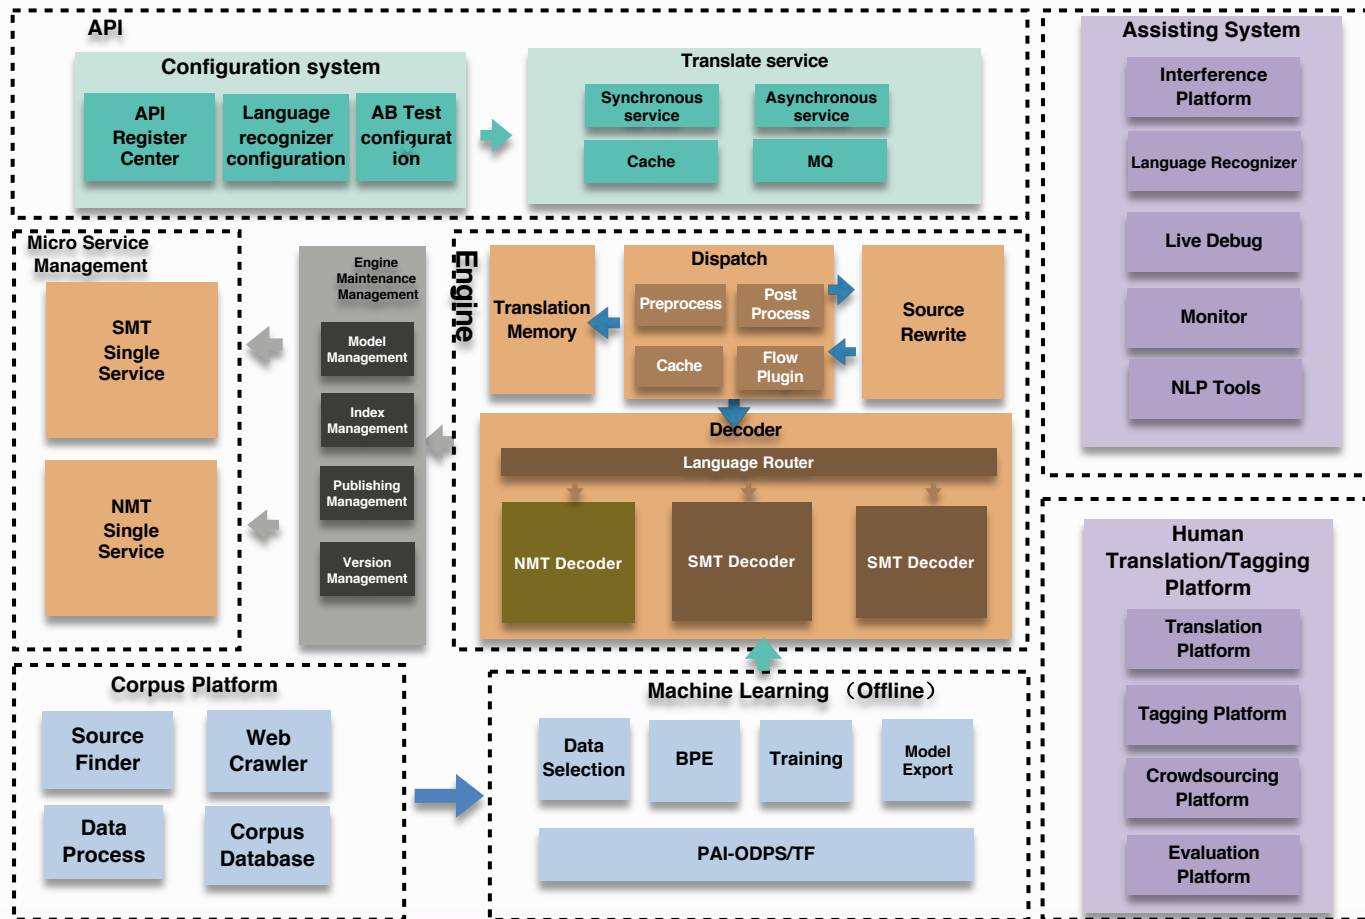 API
Configuration system
API
Register
Center
Language
recognizer
configuration
AB Test
configurat
ion
Translate service
Synchronous
service
Asynchronous
service
Cache
MQ
Assisting System
Interference
Platform
Language Recognizer
Live Debug
Monitor
NLP Tools
Micro Service
Management
SMT
Single
Service
NMT
Single
Service
Engine
Maintenance
Management
Model
Management
Index
Management
Publishing
Management
Version
Management
Engine
Translation
Memory
Dispatch
Preprocess
Post
Process
Cache
Flow
Plugin
Source
Rewrite
Decoder
Language Router
NMT Decoder
SMT Decoder
SMT Decoder
Human
Translation/Tagging
Platform
Translation
Platform
Tagging Platform
Crowdsourcing
Platform
Evaluation
Platform
Corpus Platform
Source
Finder
Web
Crawler
Data
Process
Corpus
Database
Machine Learning （Offline）
Data
Selection
BPE
Training
Model
Export
PAI-ODPS/TF